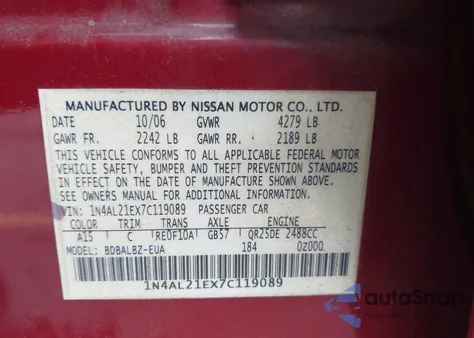 MANUFACTURED BY NISSAN MOTOR CO., LTD.
DATE 10/06 GVWR 4279 LB
GAWR FR. 2242 LB GAWR RR. 2189 LB
THIS VEHICLE CONFORMS TO ALL APPLICABLE FEDERAL MOTOR
VEHICLE SAFETY, BUMPER AND THEFT PREVENTION STANDARDS
IN EFFECT ON THE DATE OF MANUFACTURE SHOWN ABOVE.
SEE OWNERS MANUAL FOR ADDITIONAL INFORMATION.
VIN: 1N4AL21EX7C119089 PASSENGER CAR
COLOR TRIM TRANS AXLE ENGINE
A15 C RE0F10A GB57 QR25DE 2488CC
MODEL: BDBALBZ-EUA 184 0Z000
1N4AL21EX7C119089
autoSnap